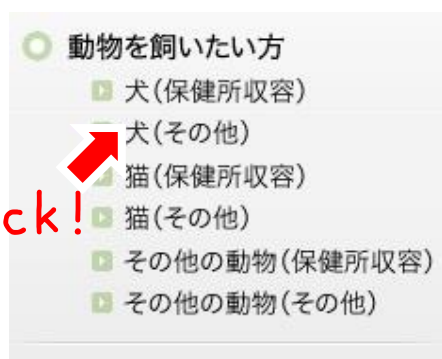 動物を飼いたい方
犬(保健所収容)
犬(その他)
猫(保健所収容)
ck!
猫(その他)
その他の動物(保健所収容)
その他の動物(その他)